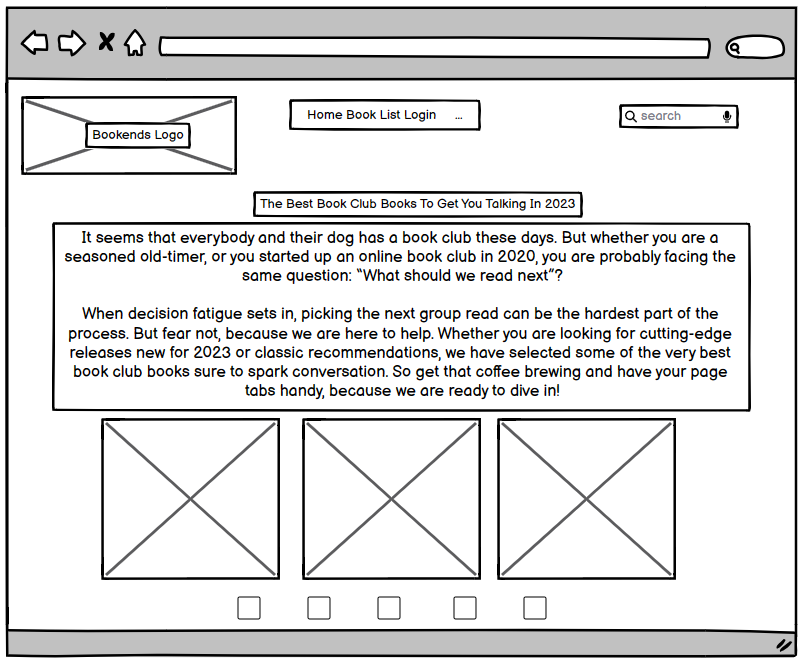 Bookends Logo
Home Book List Login ...
search
The Best Book Club Books To Get You Talking In 2023
It seems that everybody and their dog has a book club these days. But whether you are a
seasoned old-timer, or you started up an online book club in 2020, you are probably facing the
same question: “What should we read next”?
When decision fatigue sets in, picking the next group read can be the hardest part of the
process. But fear not, because we are here to help. Whether you are looking for cutting-edge
releases new for 2023 or classic recommendations, we have selected some of the very best
book club books sure to spark conversation. So get that coffee brewing and have your page
tabs handy, because we are ready to dive in!